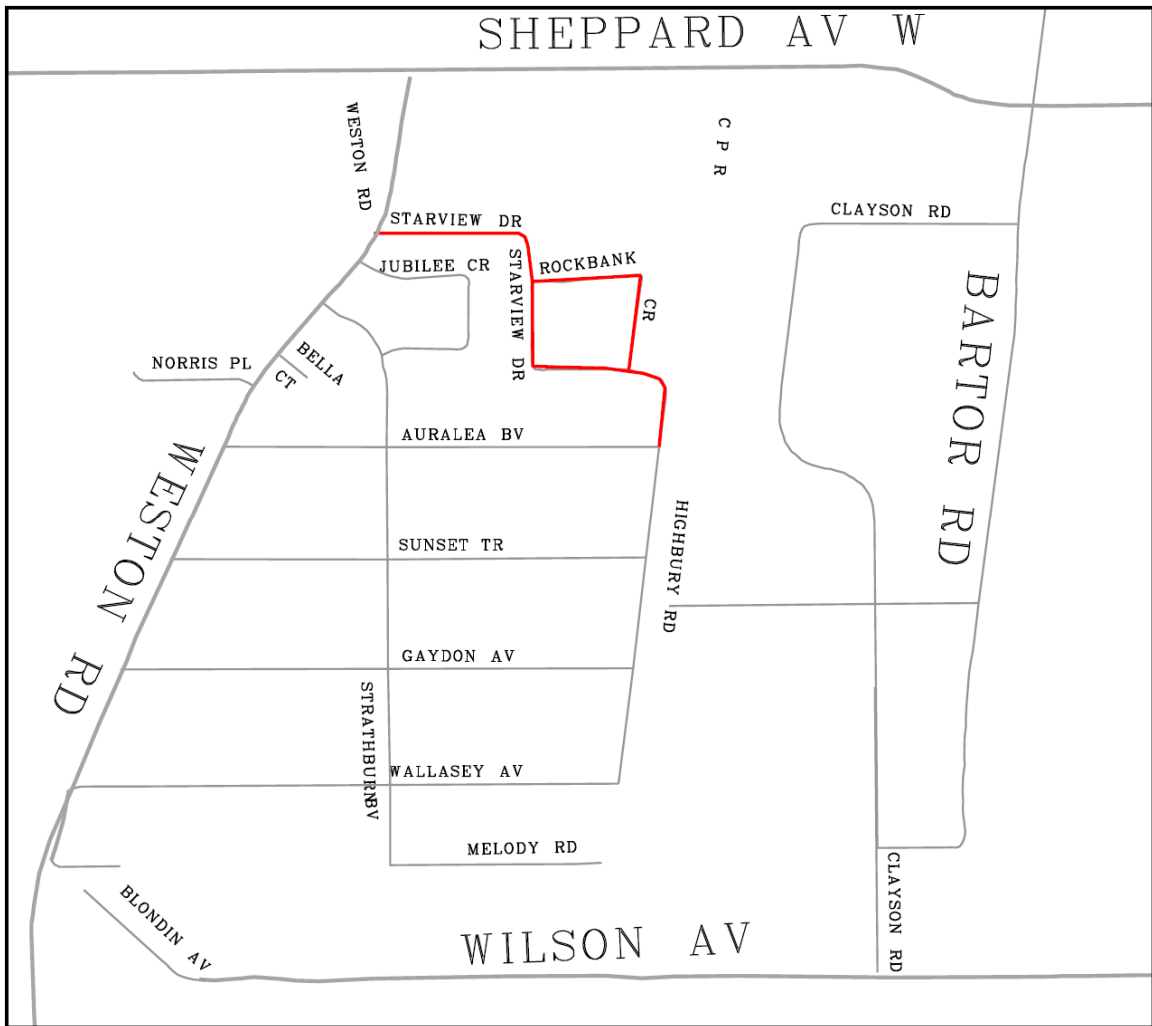 SHEPPARD AV W
WESTON RD
C P R
STARVIEW DR
CLAYSON RD
JUBILEE CR
STARVIEW DR
ROCKBANK
CR
BARTOR RD
NORRIS PL
BELLA
CT
AURALEA BV
WESTON RD
SUNSET TR
HIGHBURY RD
GAYDON AV
STRATHBURN BV
WALLASEY AV
MELODY RD
CLAYSON RD
BLONDIN AV
WILSON AV